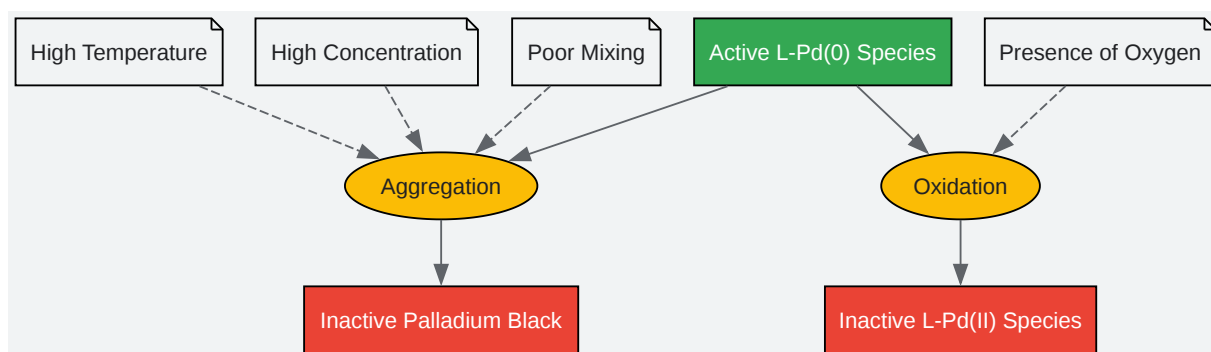 High Temperature
High Concentration
Poor Mixing
Active L-Pd(0) Species
Presence of Oxygen
Aggregation
Oxidation
Inactive Palladium Black
Inactive L-Pd(II) Species